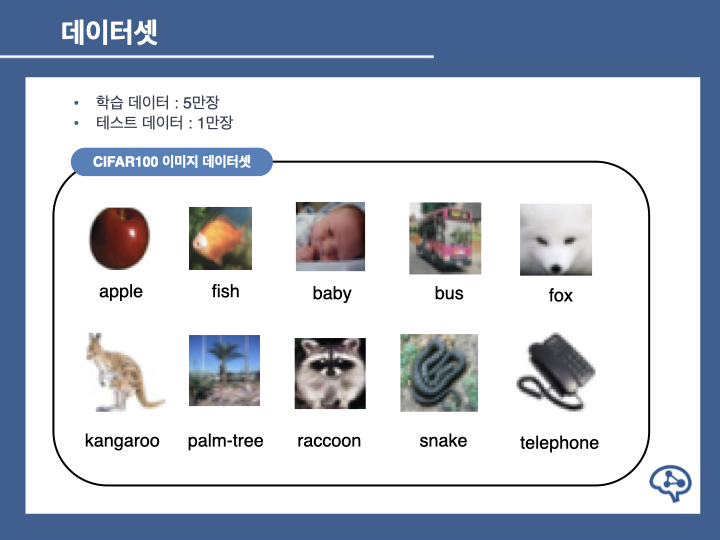 데이터셋
• 학습 데이터 : 5만장
• 테스트 데이터 : 1만장
CIFAR100 이미지 데이터셋
apple fish baby bus fox
kangaroo palm-tree raccoon snake telephone